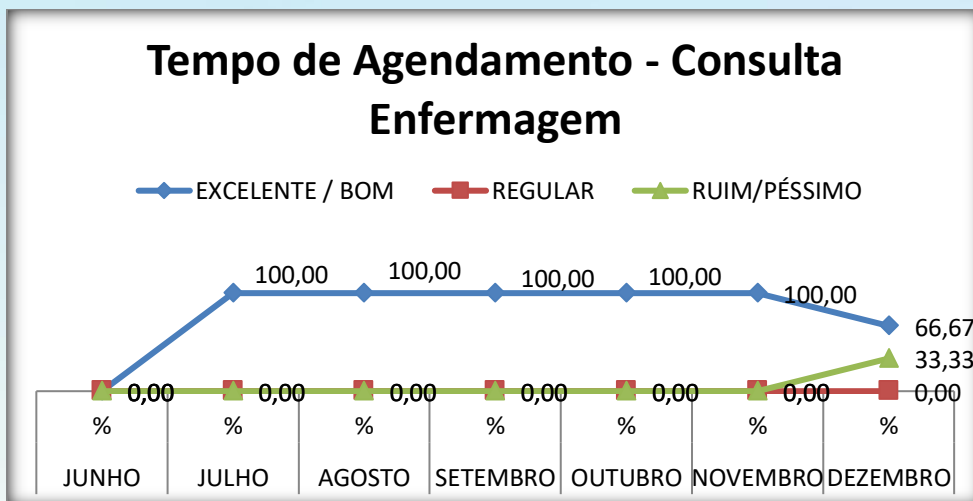 Tempo de Agendamento - Consulta
Enfermagem
EXCELENTE / BOM REGULAR RUIM/PÉSSIMO
100,00 100,00 100,00 100,00 100,00
66,67
33,33
0,00 0,00 0,00 0,00 0,00 0,00 0,00
% % % % % % %
JUNHO JULHO AGOSTO SETEMBRO OUTUBRO NOVEMBRO DEZEMBRO